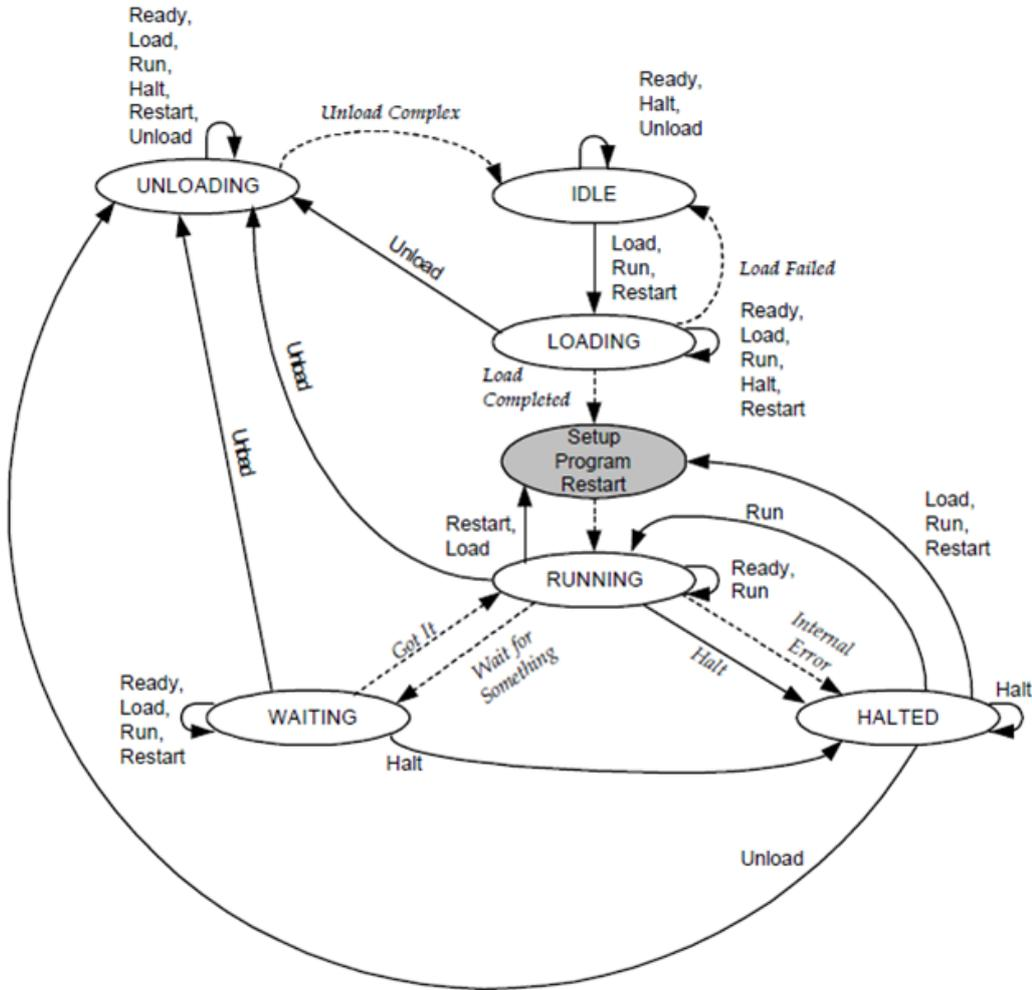 Ready,
Load,
Run,
Halt,
Restart,
Unload
Unload Complex
Ready,
Halt,
Unload
UNLOADING
IDLE
Unload
Load,
Run,
Restart
Load Failed
LOADING
Ready,
Load,
Run,
Halt,
Restart
Unload
Load
Completed
Setup
Program
Restart
Unload
Restart,
Load
Run
Load,
Run,
Restart
RUNNING
Ready,
Run
Got It
Wait for
Something
Halt
Internal
Error
Ready,
Load,
Run,
Restart
WAITING
HALTED
Halt
Halt
Unload